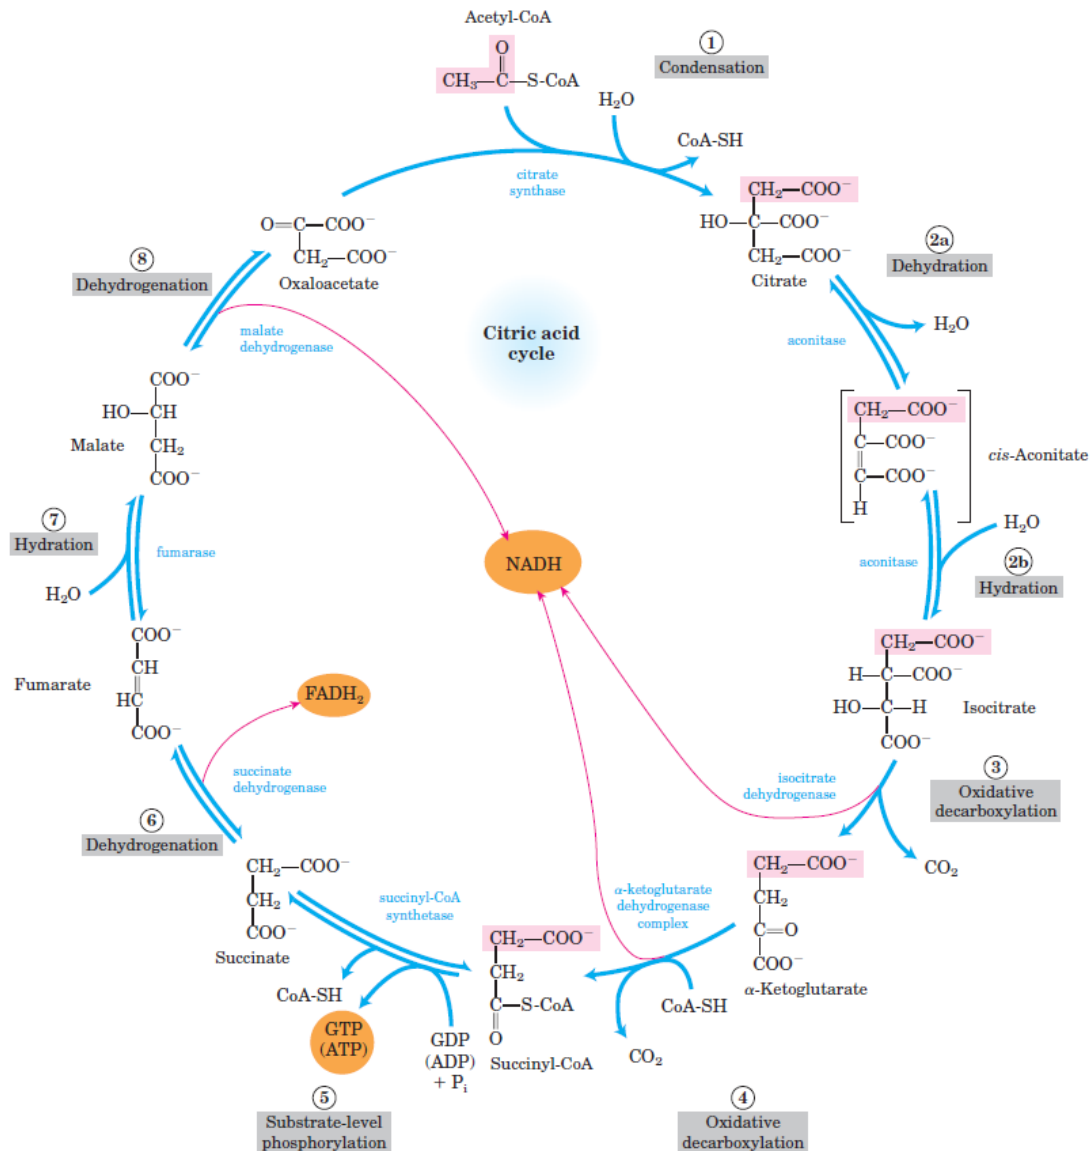 Acetyl-CoA
O
CH₃—C—S-CoA
①
Condensation
H₂O
CoA-SH
citrate
synthase
CH₂—COO⁻
HO—C—COO⁻
CH₂—COO⁻
Citrate
2a
Dehydration
H₂O
aconitase
O=C—COO⁻
CH₂—COO⁻
Oxaloacetate
⑧
Dehydrogenation
malate
dehydrogenase
Citric acid
cycle
CH₂—COO⁻
C—COO⁻
C—COO⁻
H
cis-Aconitate
COO⁻
HO—CH
CH₂
COO⁻
Malate
⑦
Hydration
H₂O
fumarase
NADH
aconitase
H₂O
2b
Hydration
COO⁻
CH
HC
COO⁻
Fumarate
FADH₂
CH₂—COO⁻
H—C—COO⁻
HO—C—H
COO⁻
Isocitrate
succinate
dehydrogenase
⑥
Dehydrogenation
isocitrate
dehydrogenase
③
Oxidative
decarboxylation
CO₂
CH₂—COO⁻
CH₂
COO⁻
Succinate
succinyl-CoA
synthetase
α-ketoglutarate
dehydrogenase
complex
CH₂—COO⁻
CH₂
C=O
COO⁻
α-Ketoglutarate
CH₂—COO⁻
CH₂
C—S-CoA
O
Succinyl-CoA
CoA-SH
GTP
(ATP)
GDP
(ADP)
+ Pᵢ
CoA-SH
CO₂
⑤
Substrate-level
phosphorylation
④
Oxidative
decarboxylation